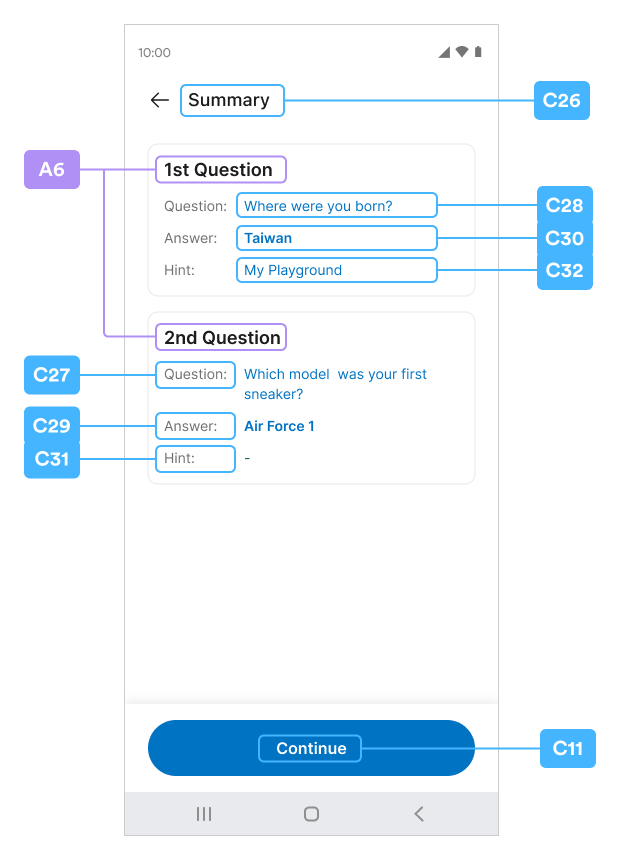 10:00
Summary
C26
A6
1st Question
Question: Where were you born?
C28
Answer: Taiwan
C30
Hint: My Playground
C32
2nd Question
C27
Question: Which model was your first
sneaker?
C29
Answer: Air Force 1
C31
Hint: -
Continue
C11